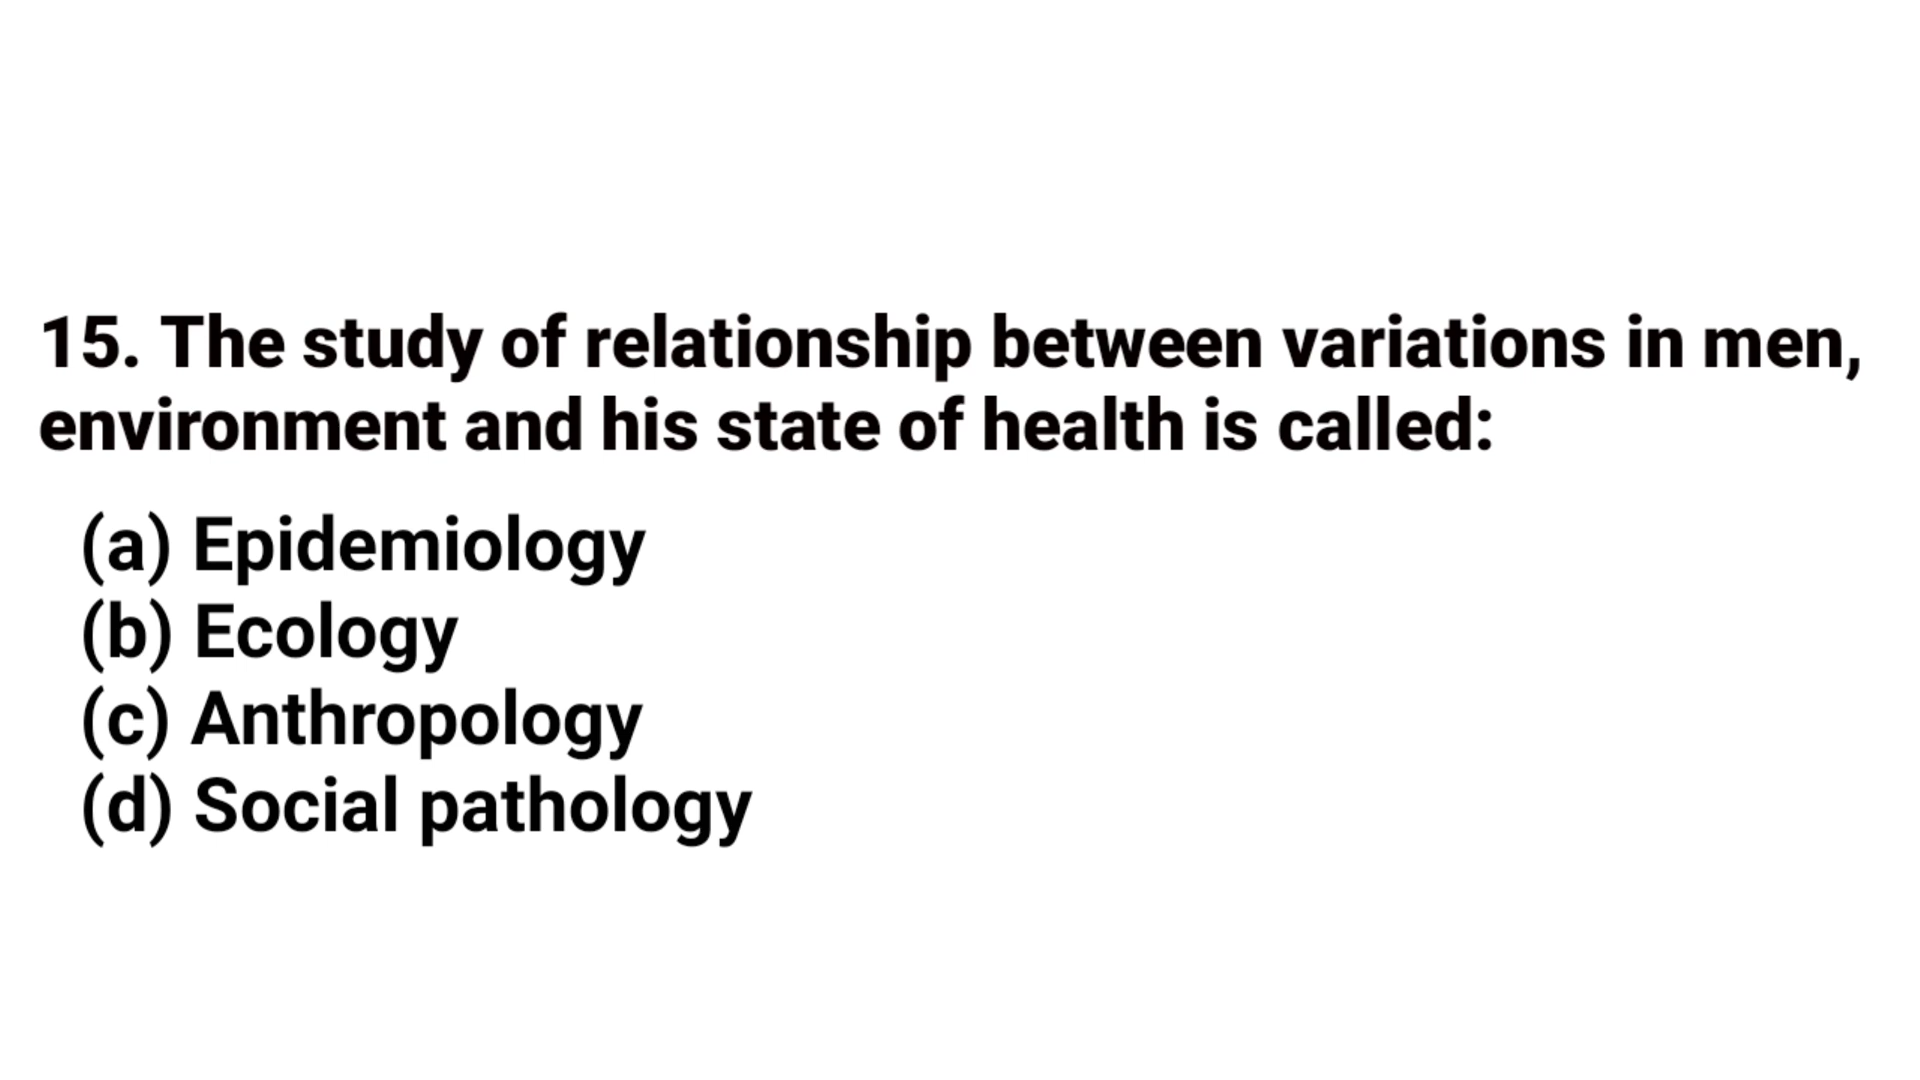 15. The study of relationship between variations in men,
environment and his state of health is called:
(a) Epidemiology
(b) Ecology
(c) Anthropology
(d) Social pathology